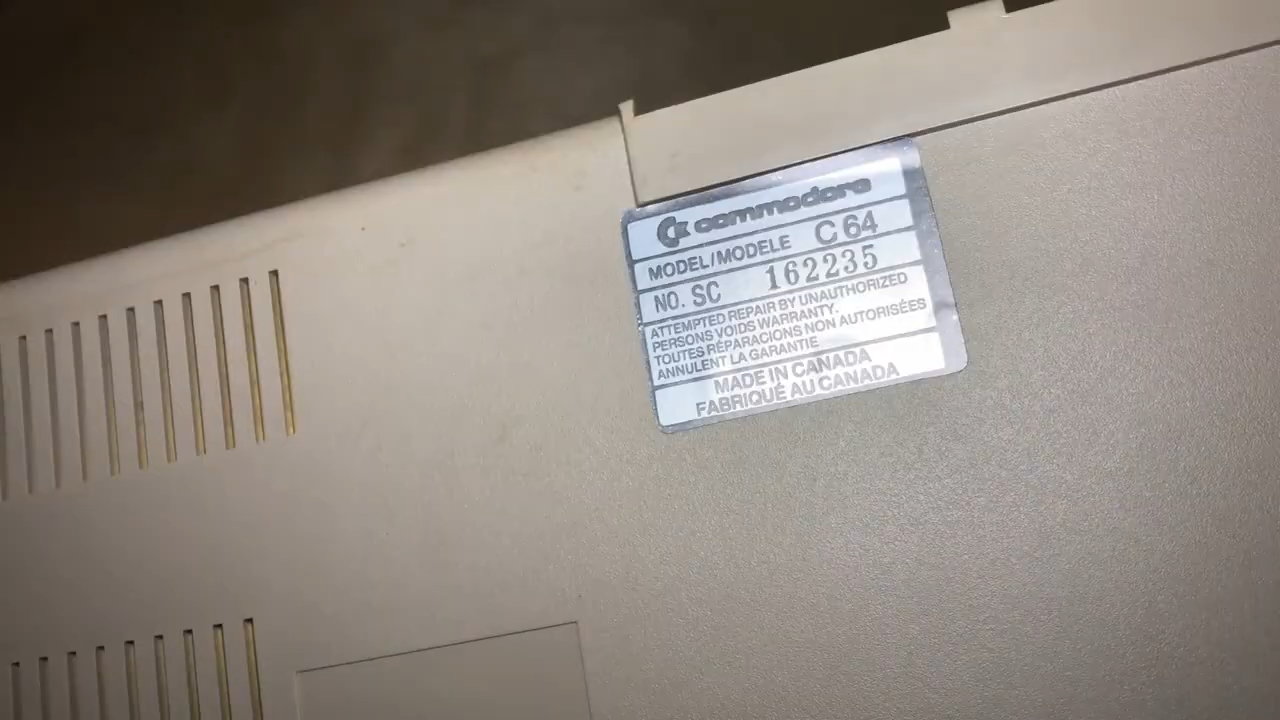 commodore
MODEL/MODELE C 64
NO. SC 162235
ATTEMPTED REPAIR BY UNAUTHORIZED
PERSONS VOIDS WARRANTY.
TOUTES RÉPARACIONS NON AUTORISÉES
ANNULENT LA GARANTIE
MADE IN CANADA
FABRIQUÉ AU CANADA